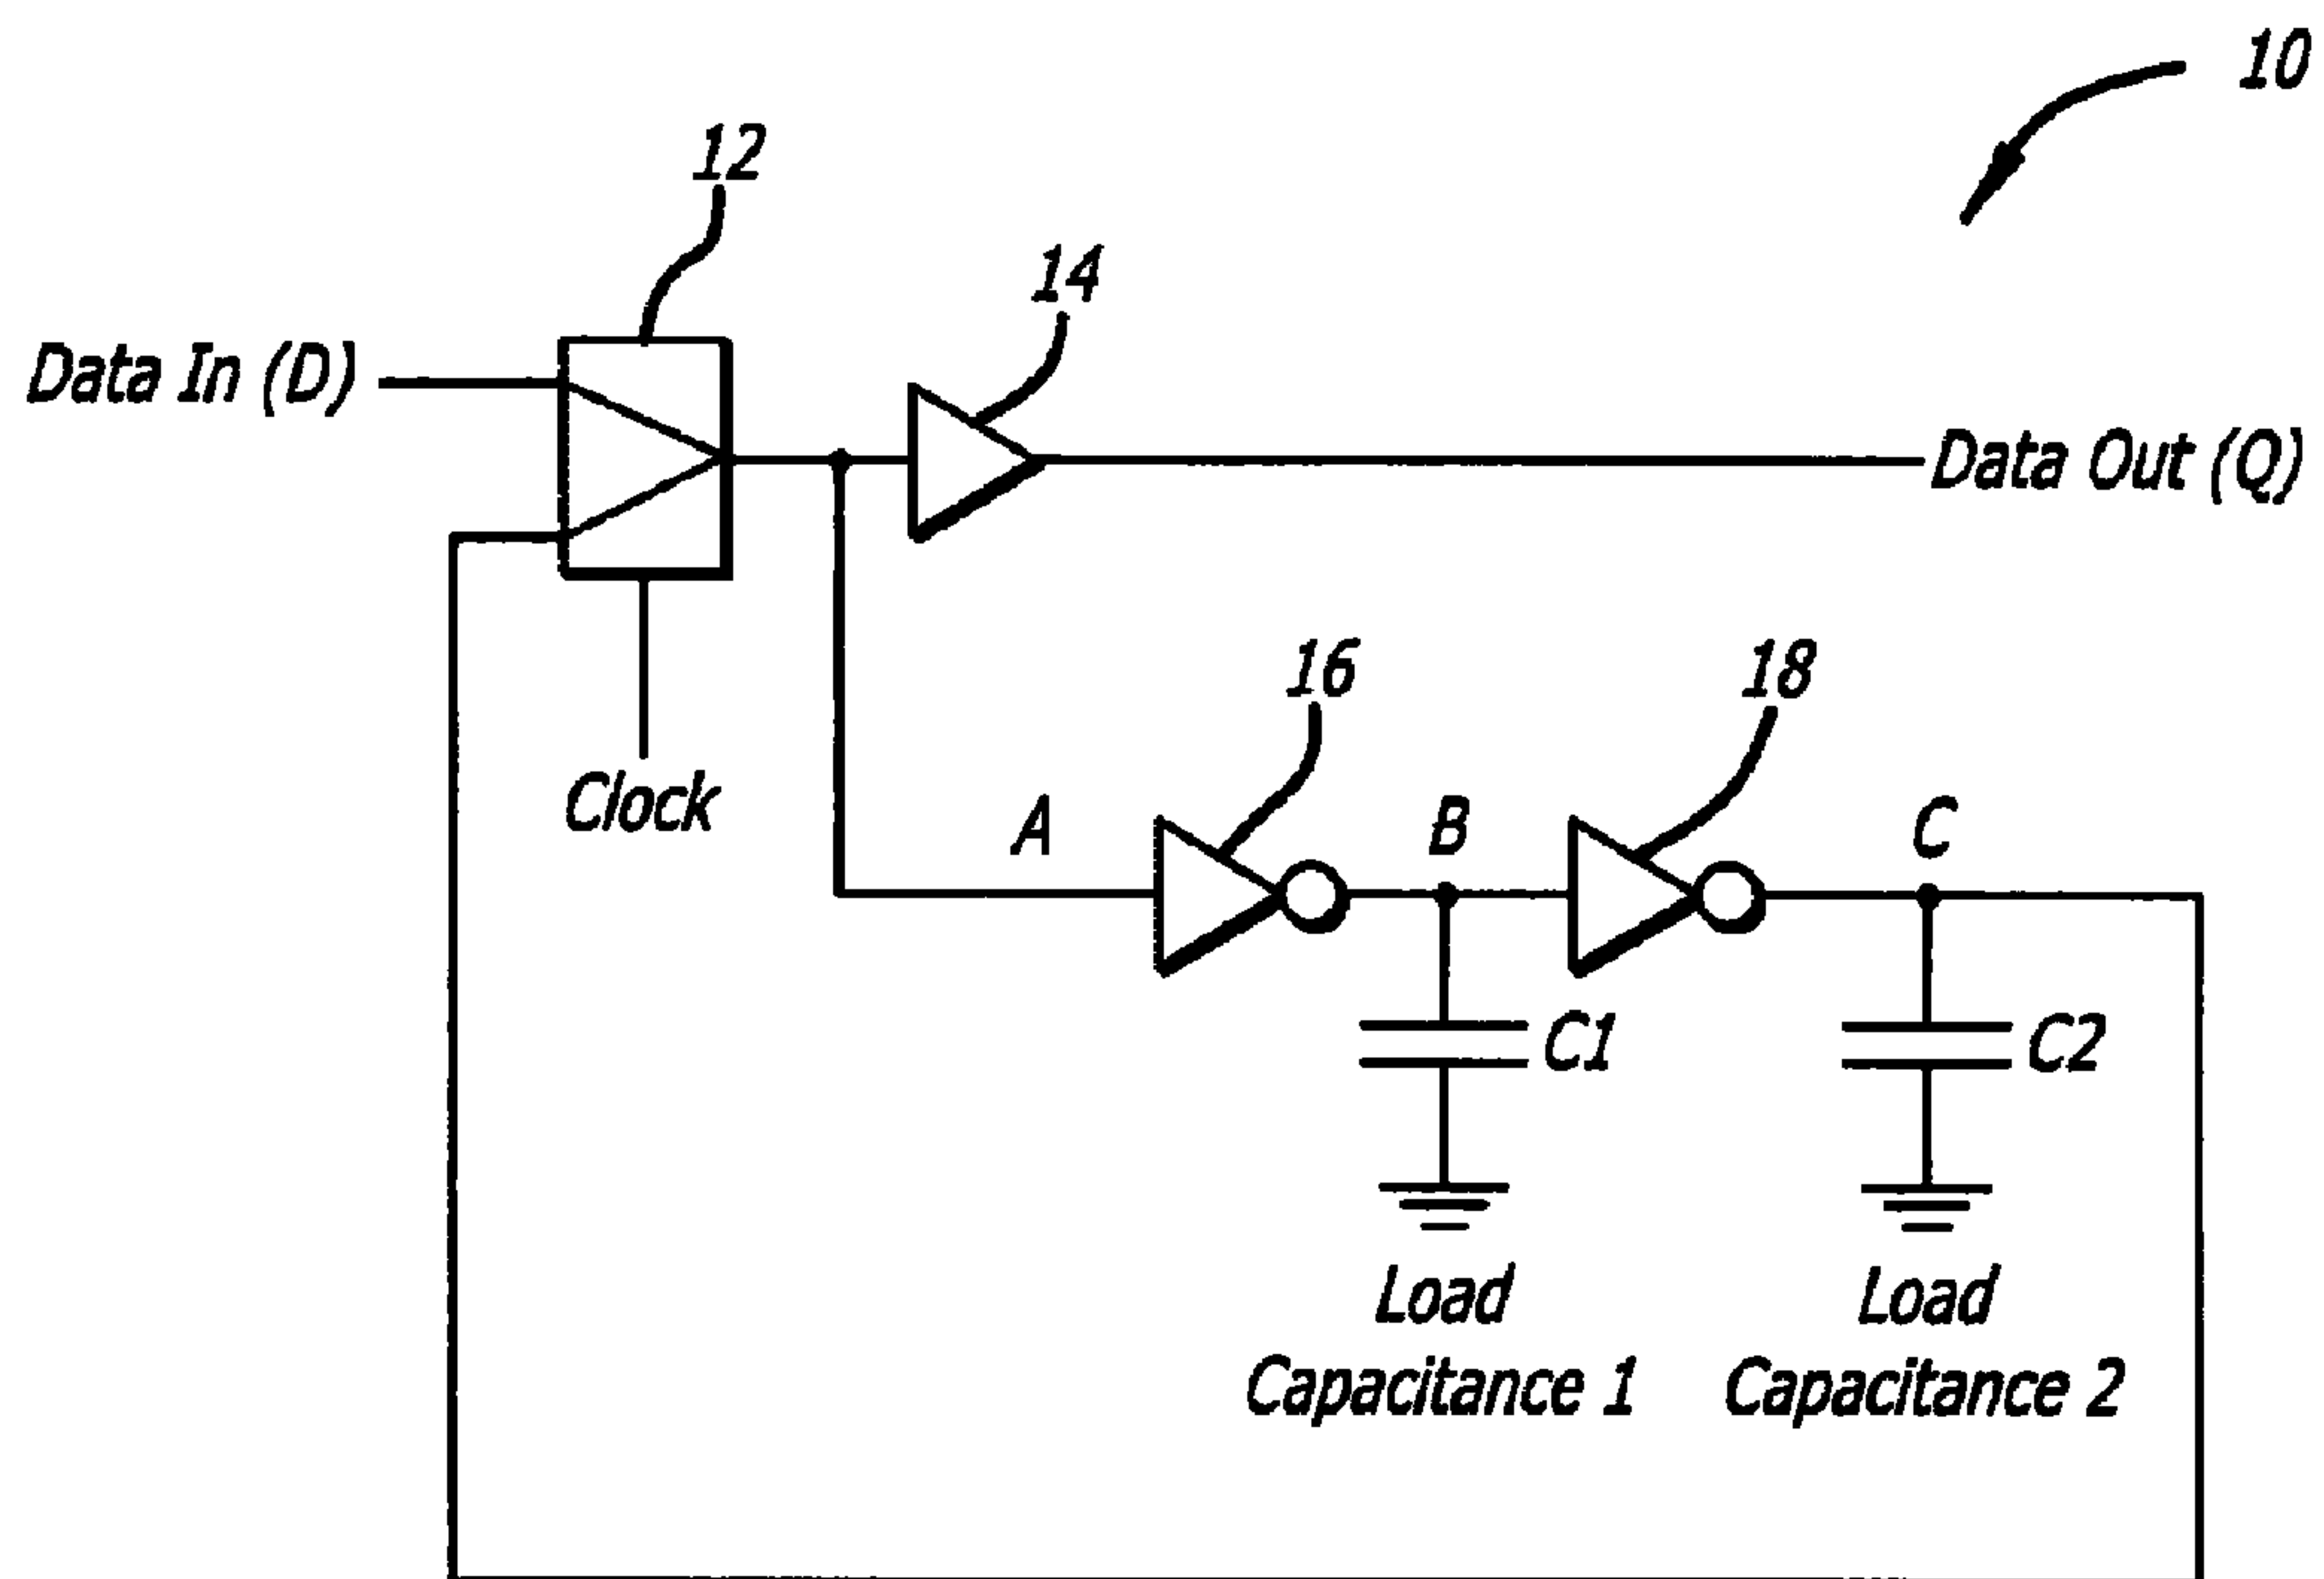 10
12
14
Data In (D)
Data Out (Q)
16
18
Clock
A
B
C
C1
C2
Load
Capacitance 1
Load
Capacitance 2